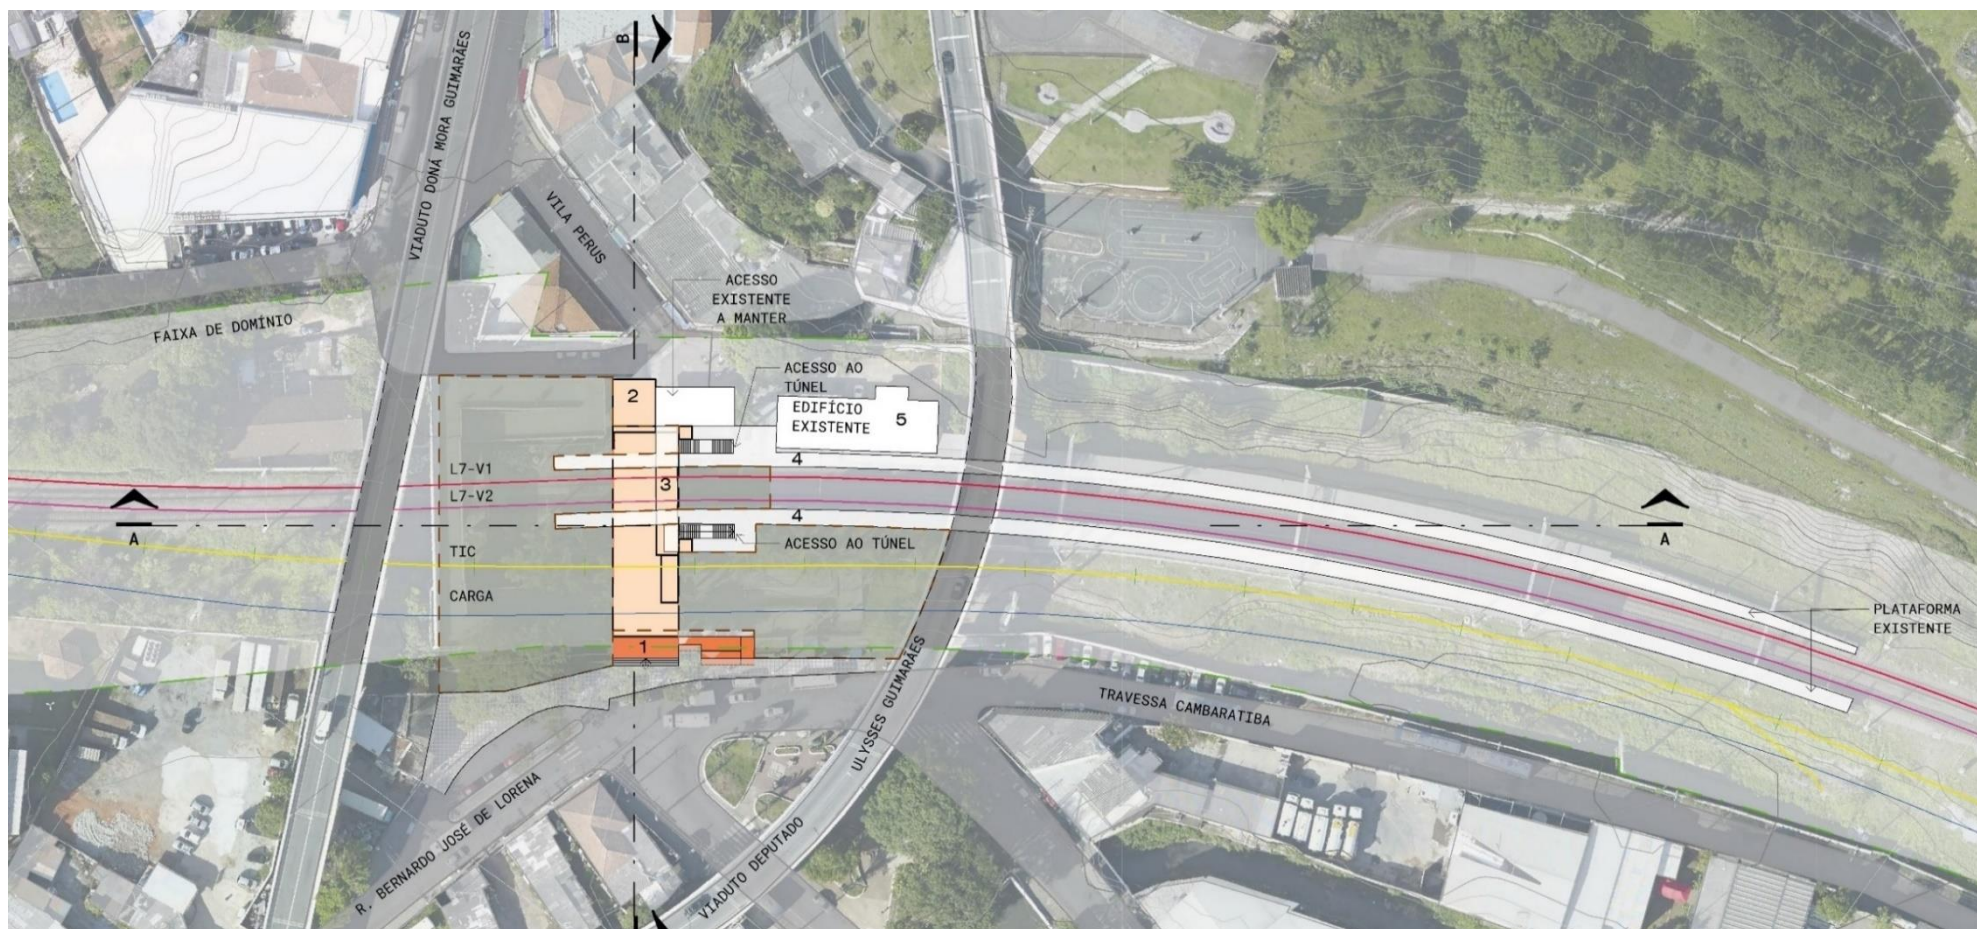 B
VIADUTO DONÁ MORA GUIMARÃES
VILA PERUS
FAIXA DE DOMÍNIO
ACESSO
EXISTENTE
A MANTER
ACESSO AO
TÚNEL
2
EDIFÍCIO
EXISTENTE
5
L7-V1
4
3
L7-V2
4
A
A
TIC
ACESSO AO TÚNEL
CARGA
PLATAFORMA
EXISTENTE
1
TRAVESSA CAMBARATIBA
R. BERNARDO JOSÉ DE LORENA
VIADUTO DEPUTADO
ULYSSES GUIMARÃES